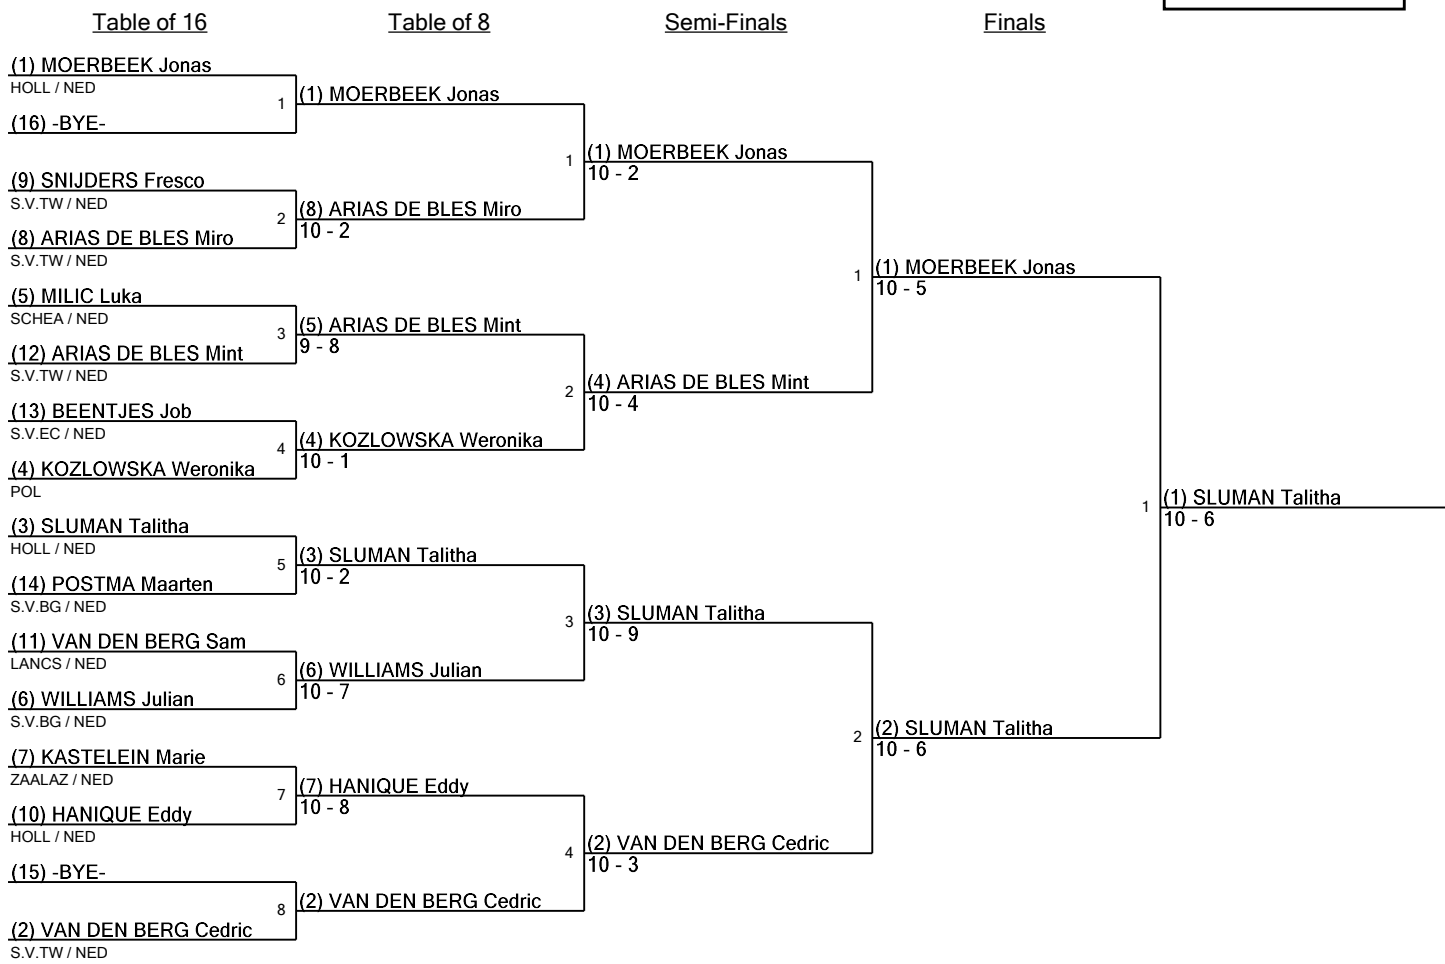 Table of 16
Table of 8
Semi-Finals
Finals
(1) MOERBEEK Jonas
HOLL / NED
1
(16) -BYE-
(9) SNIJDERS Fresco
S.V.TW / NED
2
(8) ARIAS DE BLES Miro
S.V.TW / NED
(5) MILIC Luka
SCHEA / NED
3
(12) ARIAS DE BLES Mint
S.V.TW / NED
(13) BEENTJES Job
S.V.EC / NED
4
(4) KOZLOWSKA Weronika
POL
(3) SLUMAN Talitha
HOLL / NED
5
(14) POSTMA Maarten
S.V.BG / NED
(11) VAN DEN BERG Sam
LANCS / NED
6
(6) WILLIAMS Julian
S.V.BG / NED
(7) KASTELEIN Marie
ZAALAZ / NED
7
(10) HANIQUE Eddy
HOLL / NED
(15) -BYE-
8
(2) VAN DEN BERG Cedric
S.V.TW / NED
(1) MOERBEEK Jonas
1
(8) ARIAS DE BLES Miro
10 - 2
(5) ARIAS DE BLES Mint
9 - 8
2
(4) KOZLOWSKA Weronika
10 - 1
(3) SLUMAN Talitha
10 - 2
3
(6) WILLIAMS Julian
10 - 7
(7) HANIQUE Eddy
10 - 8
4
(2) VAN DEN BERG Cedric
(1) MOERBEEK Jonas
10 - 2
1
(4) ARIAS DE BLES Mint
10 - 4
(3) SLUMAN Talitha
10 - 9
2
(2) VAN DEN BERG Cedric
10 - 3
(1) MOERBEEK Jonas
10 - 5
1
(2) SLUMAN Talitha
10 - 6
(1) SLUMAN Talitha
10 - 6